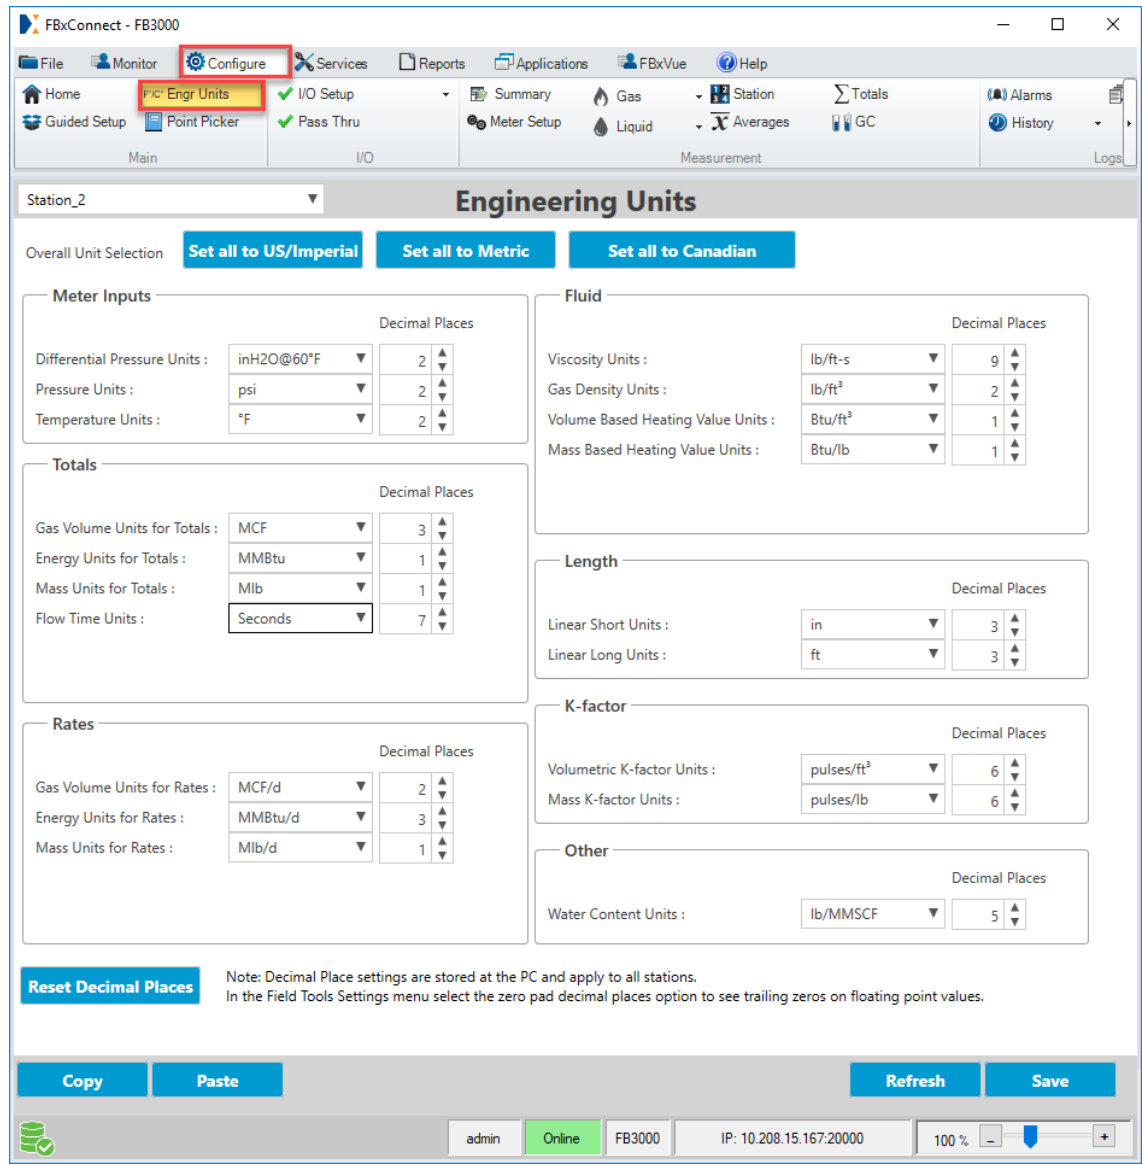 FBxConnect - FB3000
File Monitor Configure Services Reports Applications FBxVue Help
Home F°/C° Engr Units I/O Setup Summary Gas Station Totals Alarms
Guided Setup Point Picker Pass Thru Meter Setup Liquid Averages GC History
Main I/O Measurement Logs
Station_2 Engineering Units
Overall Unit Selection Set all to US/Imperial Set all to Metric Set all to Canadian
Meter Inputs
Decimal Places
Differential Pressure Units : inH2O@60°F 2
Pressure Units : psi 2
Temperature Units : °F 2
Totals
Decimal Places
Gas Volume Units for Totals : MCF 3
Energy Units for Totals : MMBtu 1
Mass Units for Totals : Mlb 1
Flow Time Units : Seconds 7
Rates
Decimal Places
Gas Volume Units for Rates : MCF/d 2
Energy Units for Rates : MMBtu/d 3
Mass Units for Rates : Mlb/d 1
Fluid
Decimal Places
Viscosity Units : lb/ft-s 9
Gas Density Units : lb/ft³ 2
Volume Based Heating Value Units : Btu/ft³ 1
Mass Based Heating Value Units : Btu/lb 1
Length
Decimal Places
Linear Short Units : in 3
Linear Long Units : ft 3
K-factor
Decimal Places
Volumetric K-factor Units : pulses/ft³ 6
Mass K-factor Units : pulses/lb 6
Other
Decimal Places
Water Content Units : lb/MMSCF 5
Reset Decimal Places
Note: Decimal Place settings are stored at the PC and apply to all stations.
In the Field Tools Settings menu select the zero pad decimal places option to see trailing zeros on floating point values.
Copy Paste Refresh Save
admin Online FB3000 IP: 10.208.15.167:20000 100 %